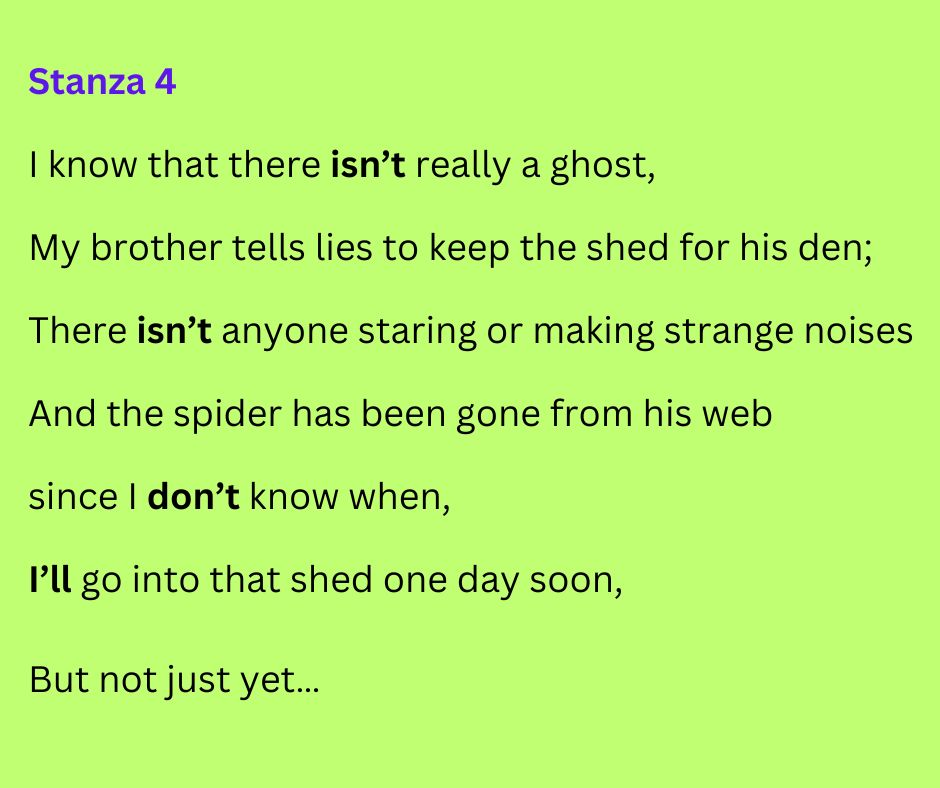 Stanza 4
I know that there isn’t really a ghost,
My brother tells lies to keep the shed for his den;
There isn’t anyone staring or making strange noises
And the spider has been gone from his web
since I don’t know when,
I’ll go into that shed one day soon,
But not just yet...